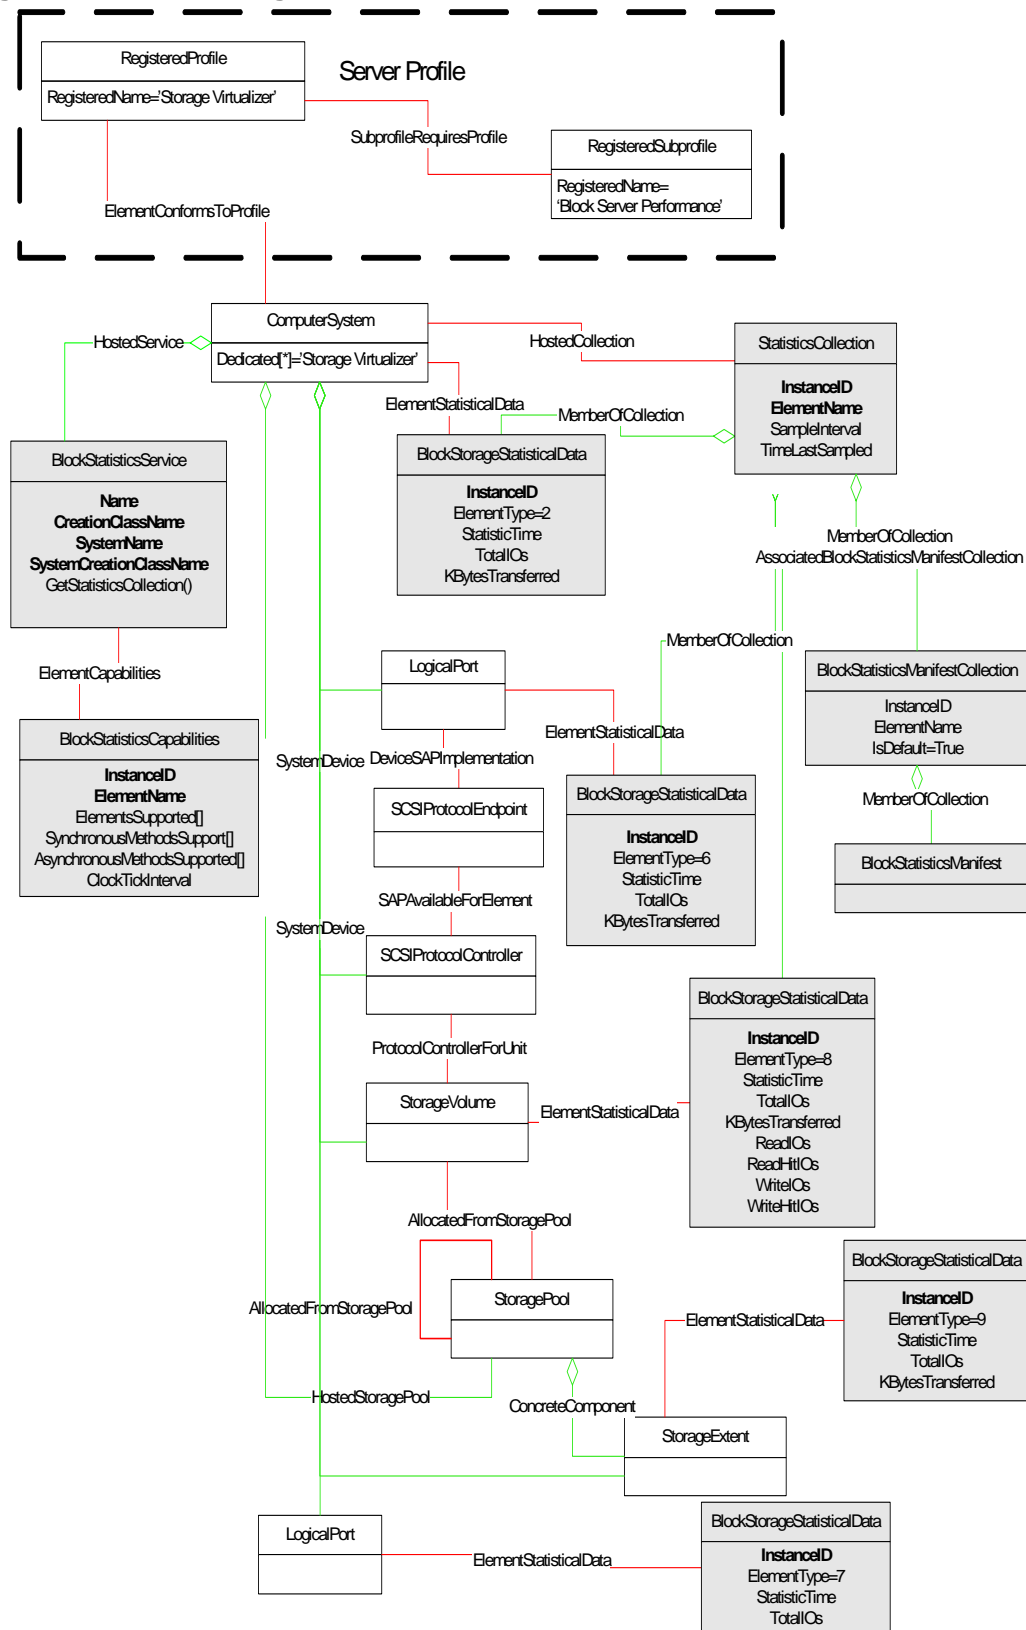 RegisteredProfile
RegisteredName='Storage Virtualizer'
Server Profile
SubprofileRequiresProfile
RegisteredSubprofile
RegisteredName=
'Block Server Performance'
ElementConformsToProfile
ComputerSystem
Dedicated[*]='Storage Virtualizer'
HostedService
HostedCollection
StatisticsCollection
InstanceID
ElementName
SampleInterval
TimeLastSampled
ElementStatisticalData
MemberOfCollection
BlockStorageStatisticalData
InstanceID
ElementType=2
StatisticTime
TotalIOs
KBytesTransferred
BlockStatisticsService
Name
CreationClassName
SystemName
SystemCreationClassName
GetStatisticsCollection()
MemberOfCollection
AssociatedBlockStatisticsManifestCollection
ElementCapabilities
BlockStatisticsCapabilities
InstanceID
ElementName
ElementsSupported[]
SynchronousMethodsSupport[]
AsynchronousMethodsSupported[]
ClockTickInterval
MemberOfCollection
LogicalPort
BlockStatisticsManifestCollection
InstanceID
ElementName
IsDefault=True
ElementStatisticalData
SystemDevice
DeviceSAPImplementation
BlockStorageStatisticalData
InstanceID
ElementType=6
StatisticTime
TotalIOs
KBytesTransferred
MemberOfCollection
BlockStatisticsManifest
SCSIProtocolEndpoint
SAPAvailableForElement
SystemDevice
SCSIProtocolController
ProtocolControllerForUnit
BlockStorageStatisticalData
InstanceID
ElementType=8
StatisticTime
TotalIOs
KBytesTransferred
ReadIOs
ReadHitIOs
WriteIOs
WriteHitIOs
StorageVolume
ElementStatisticalData
AllocatedFromStoragePool
StoragePool
AllocatedFromStoragePool
BlockStorageStatisticalData
InstanceID
ElementType=9
StatisticTime
TotalIOs
KBytesTransferred
ElementStatisticalData
HostedStoragePool
ConcreteComponent
StorageExtent
LogicalPort
ElementStatisticalData
BlockStorageStatisticalData
InstanceID
ElementType=7
StatisticTime
TotalIOs